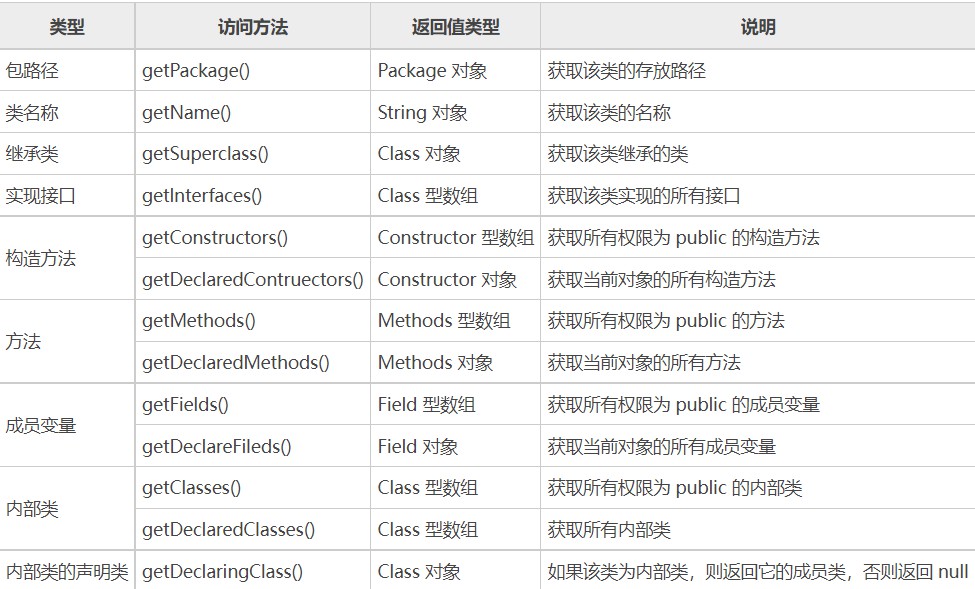 类型 访问方法 返回值类型 说明
包路径 getPackage() Package 对象 获取该类的存放路径
类名称 getName() String 对象 获取该类的名称
继承类 getSuperclass() Class 对象 获取该类继承的类
实现接口 getlnterfaces() Class 型数组 获取该类实现的所有接口
构造方法 getConstructors() Constructor 型数组 获取所有权限为 public 的构造方法
getDeclaredContruectors() Constructor 对象 获取当前对象的所有构造方法
方法 getMethods() Methods 型数组 获取所有权限为 public 的方法
getDeclaredMethods() Methods 对象 获取当前对象的所有方法
成员变量 getFields() Field 型数组 获取所有权限为 public 的成员变量
getDeclareFileds() Field 对象 获取当前对象的所有成员变量
内部类 getClasses() Class 型数组 获取所有权限为 public 的内部类
getDeclaredClasses() Class 型数组 获取所有内部类
内部类的声明类 getDeclaringClass() Class 对象 如果该类为内部类，则返回它的成员类，否则返回 null